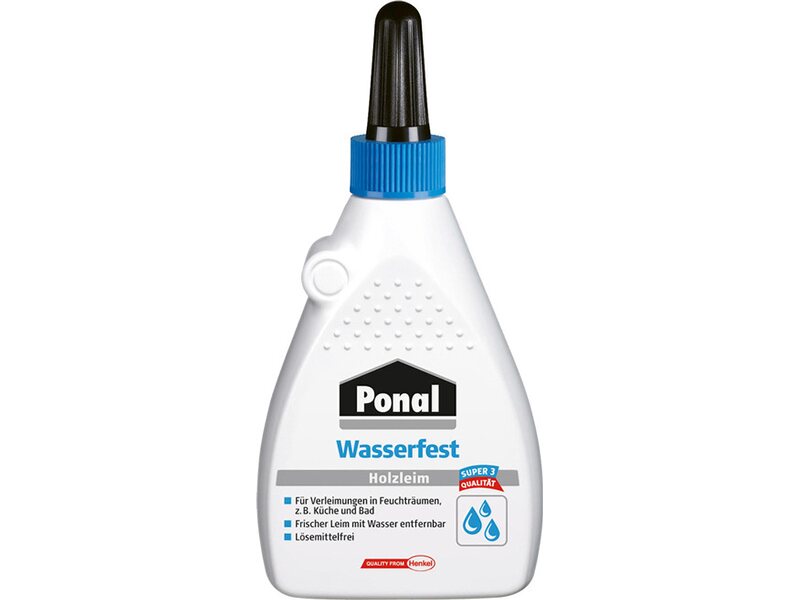 Ponal
Wasserfest
Holzleim
SUPER 3
QUALITÄT
Für Verleimungen in Feuchträumen,
z.B. Küche und Bad
Frischer Leim mit Wasser entfernbar
Lösemittelfrei
QUALITY FROM Henkel